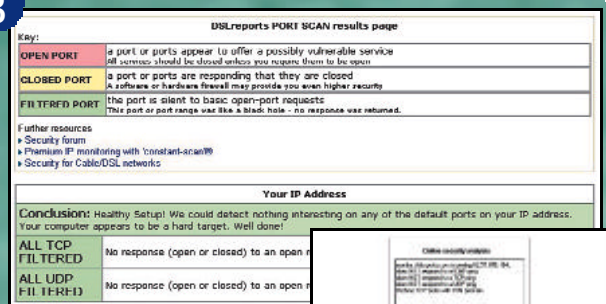 3
DSLreports PORT SCAN results page
Key:
OPEN PORT
a port or ports appear to offer a possibly vulnerable service
All services should be closed unless you require them to be open
CLOSED PORT
a port or ports are responding that they are closed
A software or hardware firewall may provide you even higher security
FILTERED PORT
the port is silent to basic open-port requests
This port or port range was like a black hole - no response was returned.
Further resources
Security forum
Premium IP monitoring with 'constant-scan'
Security for Cable/DSL networks
Your IP Address
Conclusion: Healthy Setup! We could detect nothing interesting on any of the default ports on your IP address.
Your computer appears to be a hard target. Well done!
ALL TCP
FILTERED
No response (open or closed) to an open
ALL UDP
FILTERED
No response (open or closed) to an open
Online security analysis